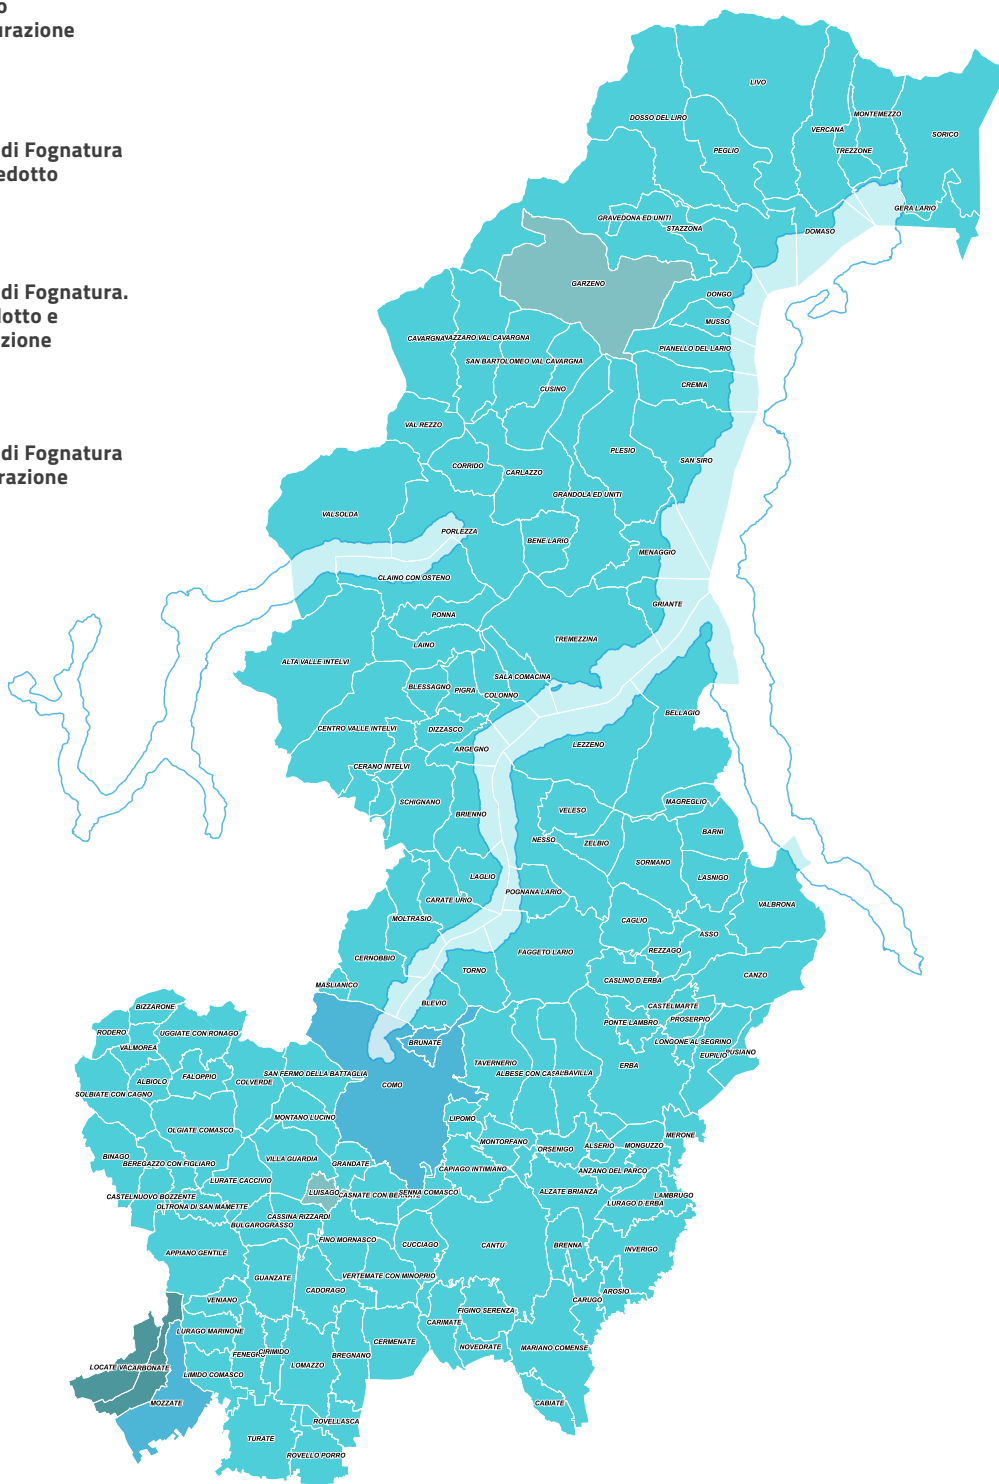 o
urazione
di Fognatura
edotto
di Fognatura.
lotto e
zione
di Fognatura
razione
LIVO
DOSSO DEL LIRO
MONTEMEZZO
VERCANA
SORICO
PEGLIO
TREZZONE
GERA LARIO
GRAVEDONA ED UNITI
STAZZONA
DOMASO
GARZENO
DONGO
MUSSO
CAVARGNA
NAZZARO VAL CAVARGNA
PIANELLO DEL LARIO
SAN BARTOLOMEO VAL CAVARGNA
CUSINO
CREMIA
VAL REZZO
PLESIO
CORRIDO
CARLAZZO
SAN SIRO
GRANDOLA ED UNITI
VALSOLDA
PORLEZZA
BENE LARIO
MENAGGIO
CLAINO CON OSTENO
GRIANTE
PONNA
TREMEZZINA
LAINO
ALTA VALLE INTELVI
SALA COMACINA
BLESSAGNO
PIGRA
COLONNO
BELLAGIO
CENTRO VALLE INTELVI
DIZZASCO
ARGEGNO
LEZZENO
CERANO INTELVI
SCHIGNANO
BRIENNO
VELESO
MAGREGLIO
NESSO
ZELBIO
BARNI
SORMANO
LASNIGO
LAGLIO
POGNANA LARIO
CARATE URIO
VALBRONA
MOLTRASIO
CAGLIO
ASSO
FAGGETO LARIO
REZZAGO
CERNOBBIO
TORNO
CANZO
MASLIANICO
CASLINO D'ERBA
BLEVIO
CASTELMARTE
BIZZARONE
PONTE LAMBRO
PROSERPIO
RODERO
UGGIATE CON RONAGO
BRUNATE
LONGONE AL SEGRINO
VALMOREA
EUPILIO
PUSIANO
TAVERNERIO
ERBA
ALBESE CON CAS
ALBAVILLA
SAN FERMO DELLA BATTAGLIA
FALOPPIO
ALBIOLO
COLVERDE
COMO
SOLBIATE CON CAGNO
MONTANO LUCINO
LIPOMO
OLGIATE COMASCO
MONTORFANO
MERONE
ORSENIGO
ALSERIO
MONGUZZO
BINAGO
BEREGAZZO CON FIGLIARO
VILLA GUARDIA
GRANDATE
CAPIAGO INTIMIANO
ANZANO DEL PARCO
LURATE CACCIVIO
LUISAGO
CASNATE CON BERNATE
SENNA COMASCO
ALZATE BRIANZA
LAMBRUGO
CASTELNUOVO BOZZENTE
LURAGO D'ERBA
OLTRONA DI SAN MAMETTE
CASSINA RIZZARDI
BULGAROGRASSO
FINO MORNASCO
CUCCIAGO
CANTU'
BRENNA
INVERIGO
APPIANO GENTILE
GUANZATE
VERTEMATE CON MINOPRIO
CADORAGO
AROSIO
VENIANO
CARUGO
FIGINO SERENZA
CARIMATE
LURAGO MARINONE
CERMENATE
NOVEDRATE
MARIANO COMENSE
FENEGRO
CIRIMIDO
BREGNANO
LOMAZZO
LOCATE VA
CARBONATE
LIMIDO COMASCO
MOZZATE
CABIATE
ROVELLASCA
TURATE
ROVELLO PORRO